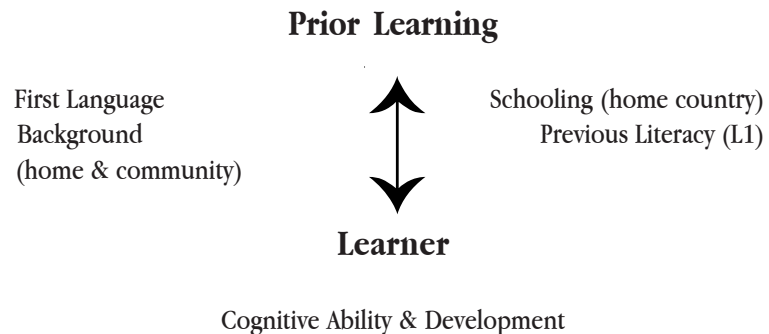 Prior Learning
First Language
Background
(home & community)
Schooling (home country)
Previous Literacy (L1)
Learner
Cognitive Ability & Development